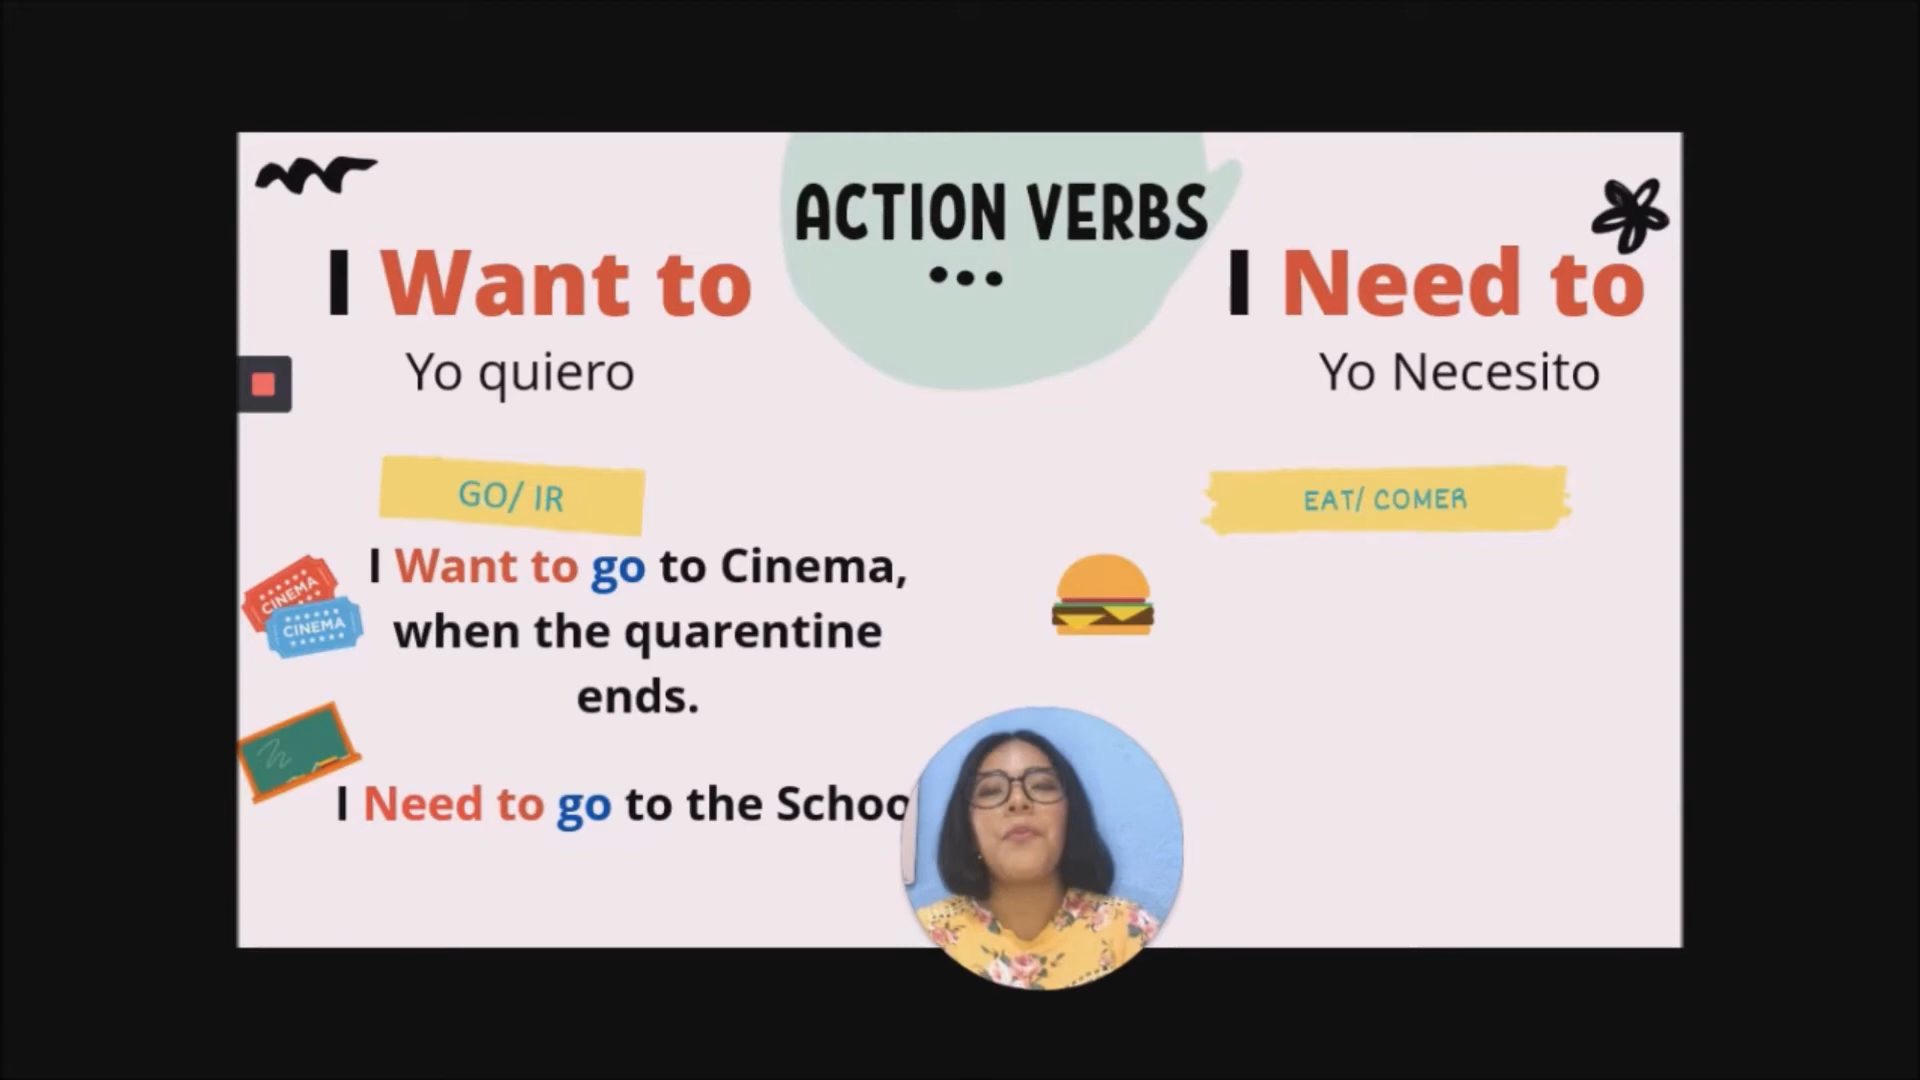 ACTION VERBS
I Want to
Yo quiero
I Need to
Yo Necesito
GO/ IR
I Want to go to Cinema,
when the quarentine
ends.
CINEMA
CINEMA
I Need to go to the Schoo
EAT/ COMER